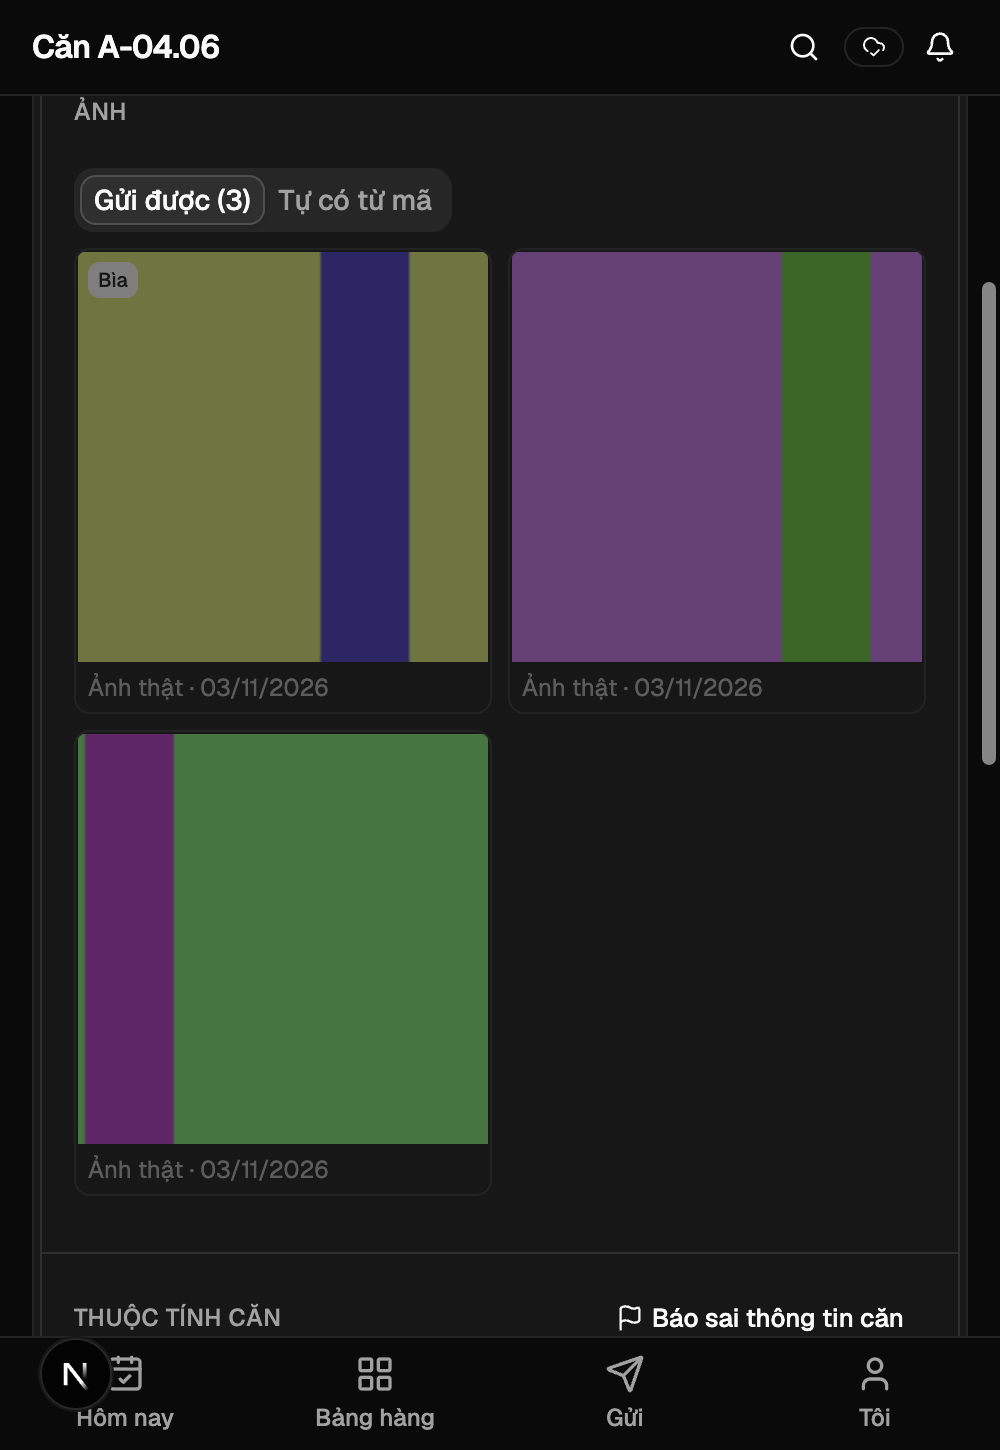 Căn A-04.06
ẢNH
Gửi được (3) Tự có từ mã
Bìa
Ảnh thật · 03/11/2026 Ảnh thật · 03/11/2026
Ảnh thật · 03/11/2026
THUỘC TÍNH CĂN Báo sai thông tin căn
N
Hôm nay Bảng hàng Gửi Tôi